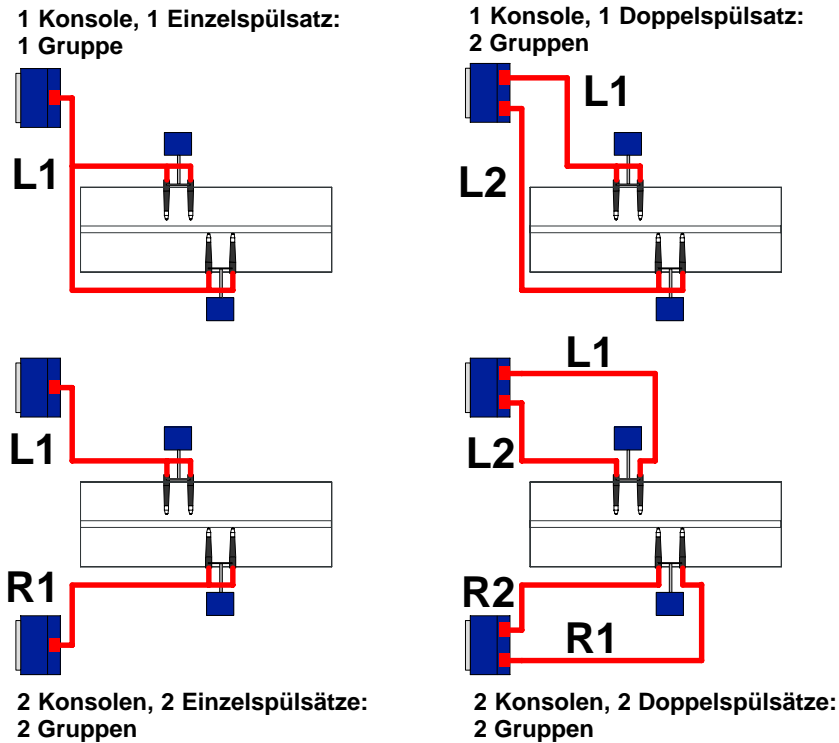 1 Konsole, 1 Einzelspülsatz:
1 Gruppe
L1
1 Konsole, 1 Doppelspülsatz:
2 Gruppen
L1
L2
L1
R1
2 Konsolen, 2 Einzelspülsätze:
2 Gruppen
L1
L2
R2
R1
2 Konsolen, 2 Doppelspülsätze:
2 Gruppen